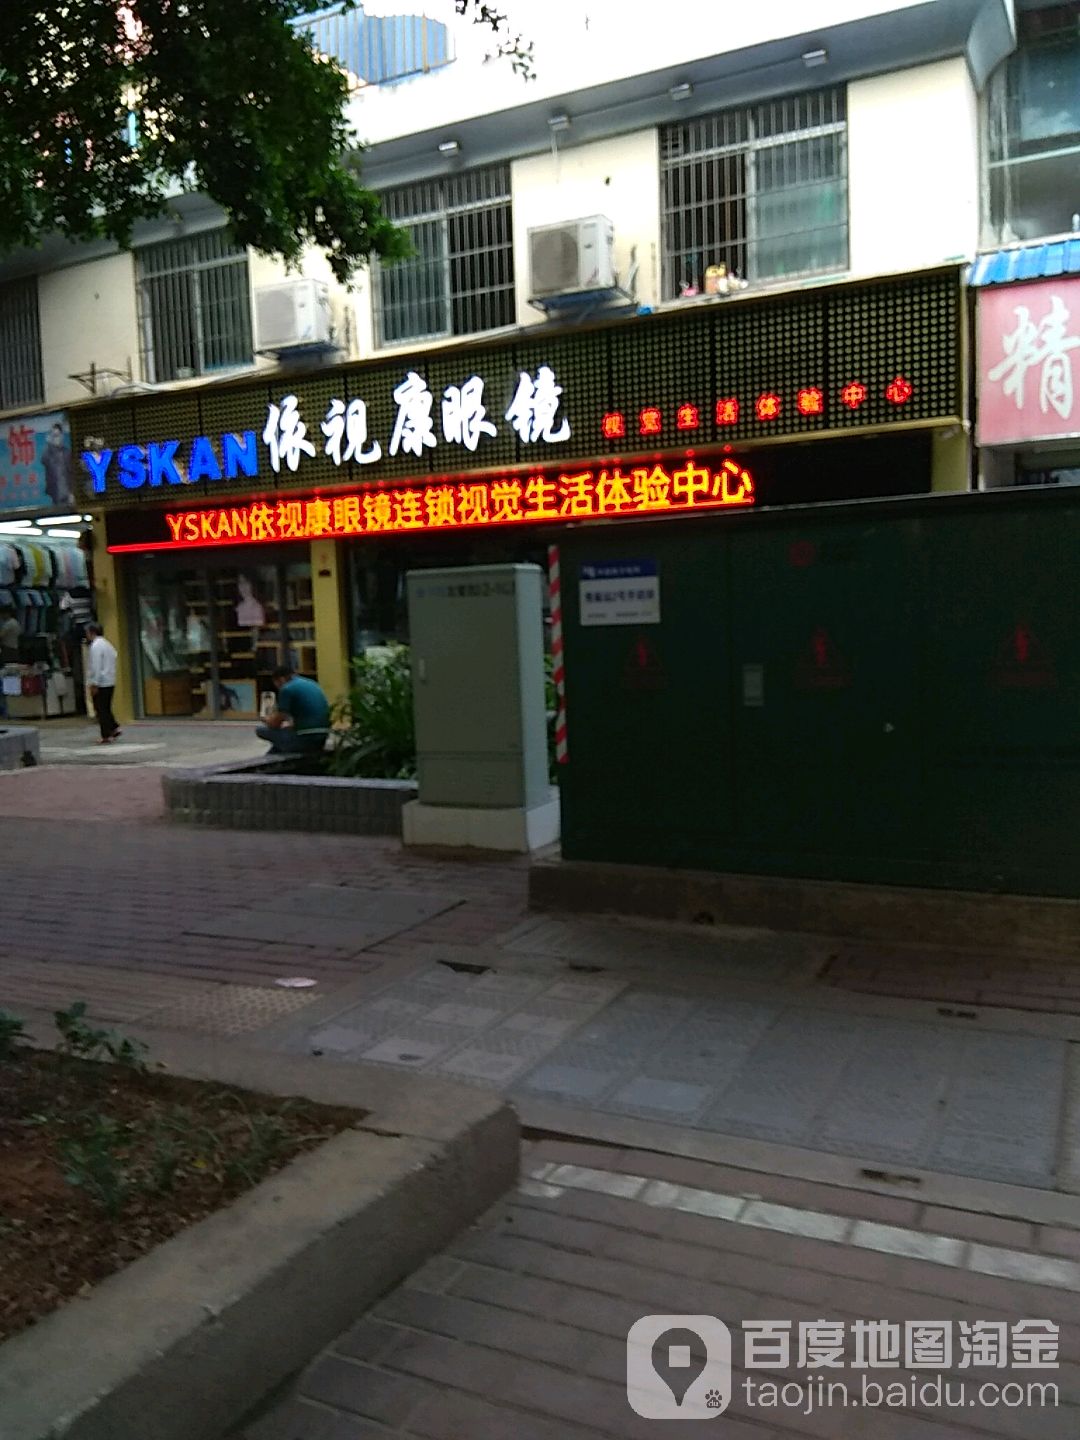 YSKAN依视康眼镜 视觉生活体验中心
YSKAN依视康眼镜连锁视觉生活体验中心
精
饰
百度地图淘金
taojin.baidu.com